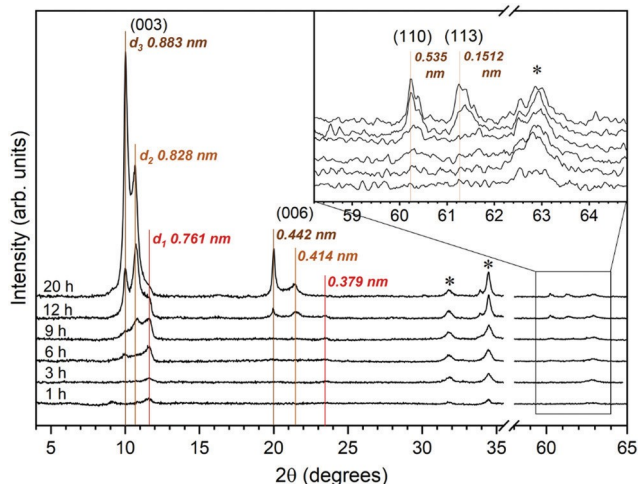 (003)
d3 0.883 nm
d2 0.828 nm
d1 0.761 nm
(006)
0.442 nm
0.414 nm
0.379 nm
*
*
(110)
(113)
0.535
nm
0.1512
nm
*
59 60 61 62 63 64
20 h
12 h
9 h
6 h
3 h
1 h
Intensity (arb. units)
5 10 15 20 25 30 35 60 65
2θ (degrees)